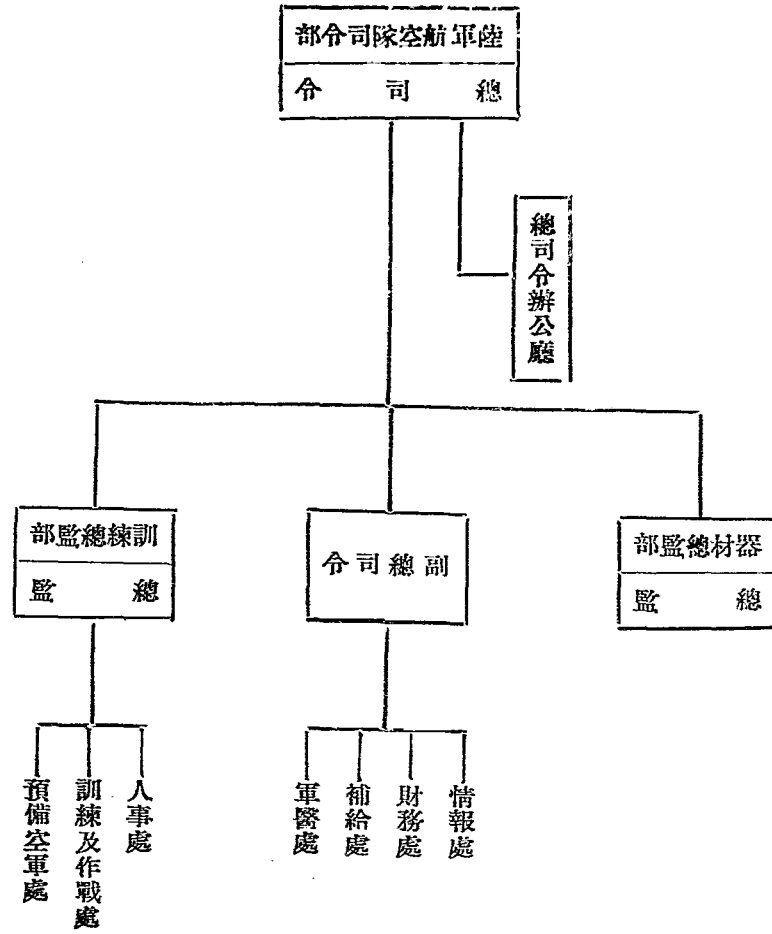 陸軍航空隊司令部
總司令
總司令辦公廳
器材總監部
總監
副總司令
訓練總監部
總監
情報處
財務處
補給處
軍醫處
人事處
訓練及作戰處
預備空軍處